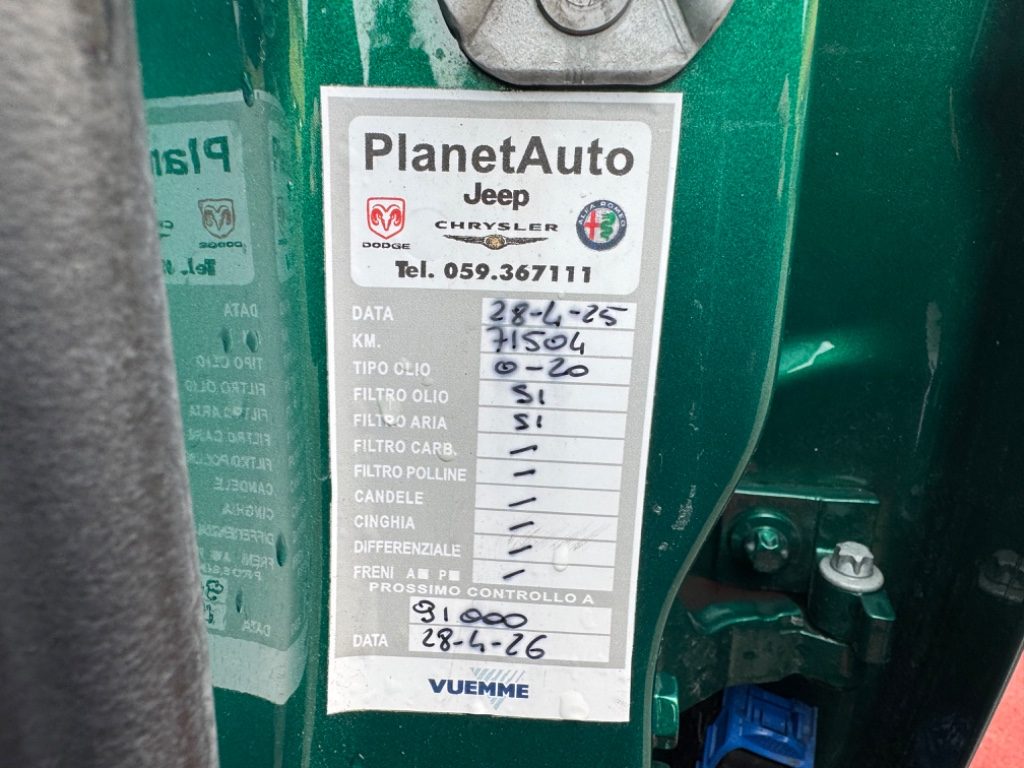 PlanetAuto
Jeep
DODGE
CHRYSLER
ALFA ROMEO
Tel. 059.367111
DATA 28-4-25
KM. 71504
TIPO OLIO 0-20
FILTRO OLIO SI
FILTRO ARIA SI
FILTRO CARB. -
FILTRO POLLINE -
CANDELE -
CINGHIA -
DIFFERENZIALE -
FRENI A P -
PROSSIMO CONTROLLO A
91000
DATA 28-4-26
VUEMME